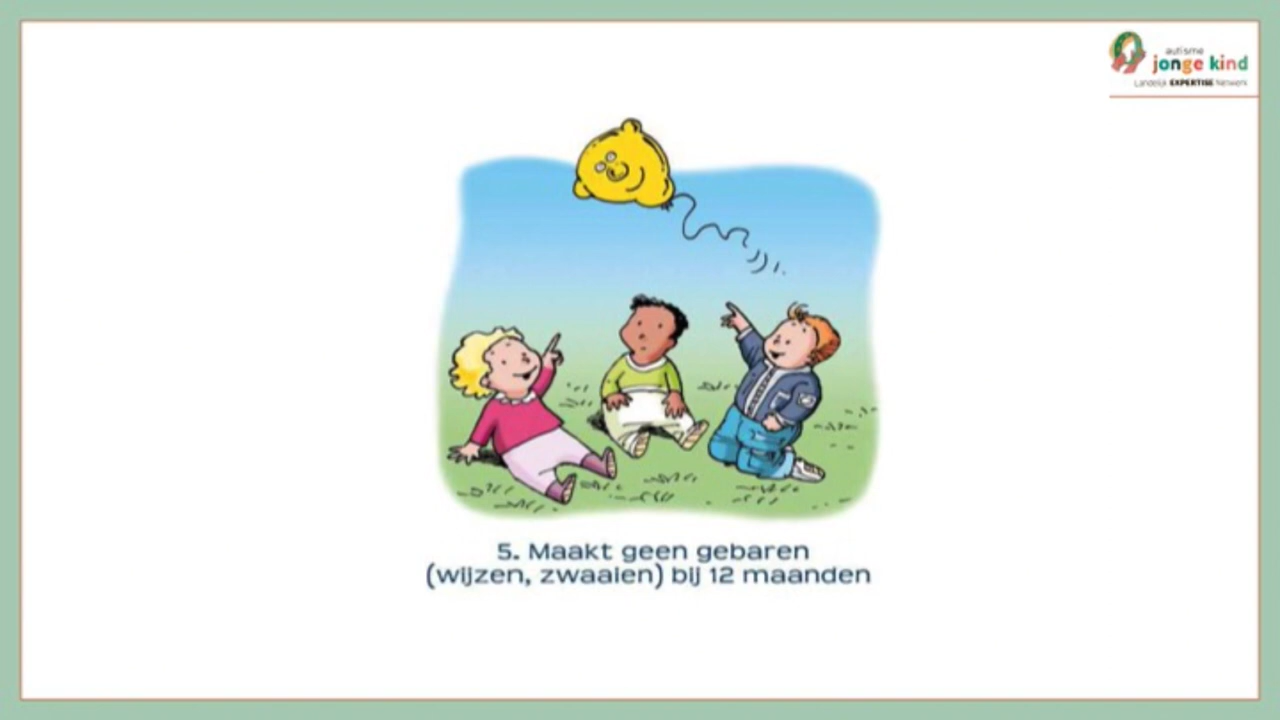 autisme
jonge kind
Landelijk EXPERTISE Netwerk
5. Maakt geen gebaren
(wijzen, zwaaien) bij 12 maanden